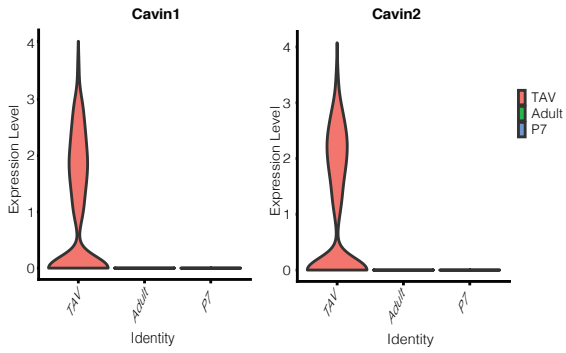 Cavin1
Expression Level
4
3
2
1
0
TAV
Adult
P7
Identity
Cavin2
Expression Level
4
3
2
1
0
TAV
Adult
P7
Identity
TAV
Adult
P7